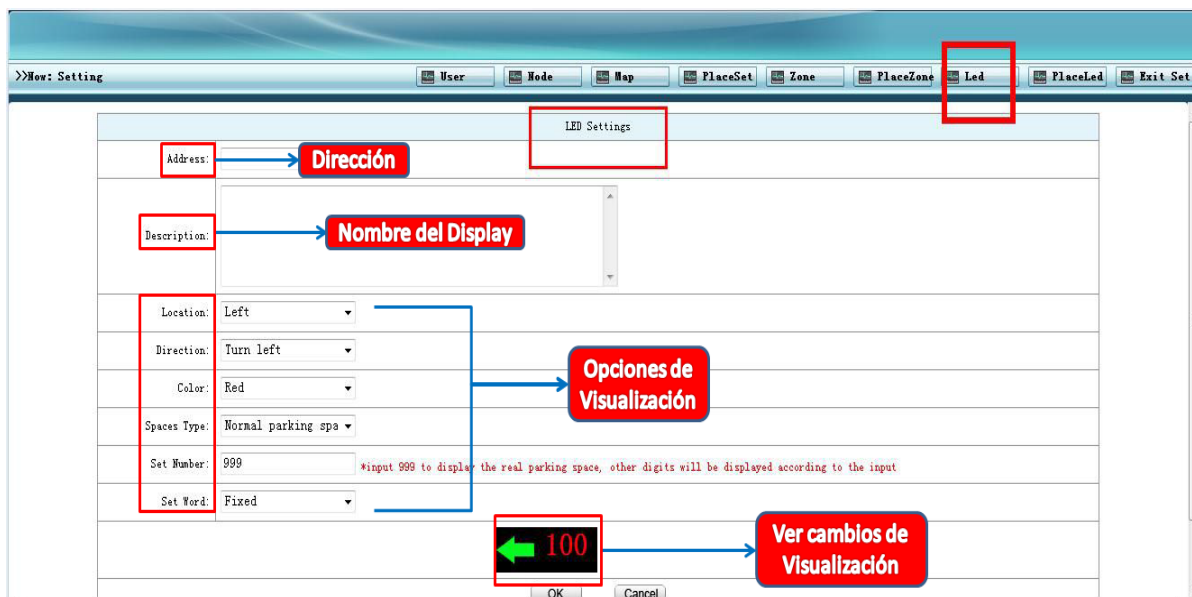 >>Now: Setting
User
Node
Map
PlaceSet
Zone
PlaceZone
Led
PlaceLed
Exit Set
LED Settings
Address:
Dirección
Description:
Nombre del Display
Location: Left
Direction: Turn left
Color: Red
Opciones de
Visualización
Spaces Type: Normal parking spa
Set Number: 999 *input 999 to display the real parking space, other digits will be displayed according to the input
Set Word: Fixed
100
Ver cambios de
Visualización
OK
Cancel